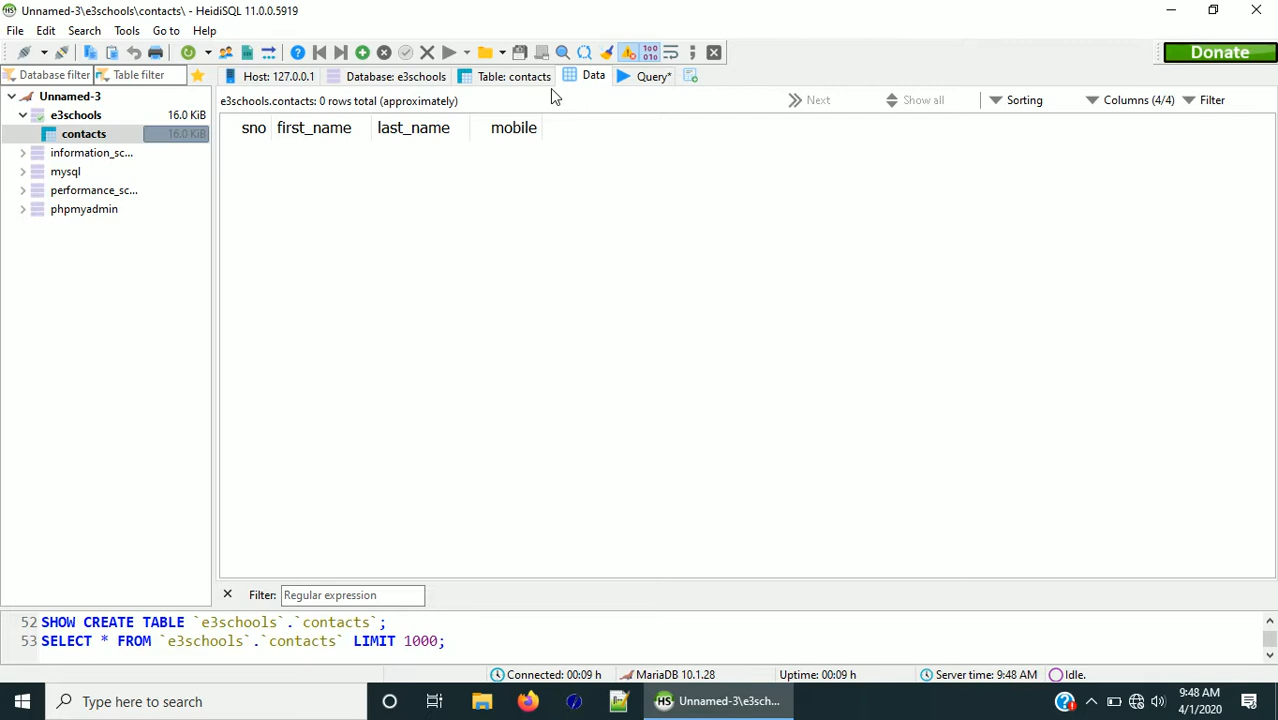 Unnamed-3\e3schools\contacts\ - HeidiSQL 11.0.0.5919
File Edit Search Tools Go to Help
Donate
Database filter Table filter Host: 127.0.0.1 Database: e3schools Table: contacts Data Query*
Unnamed-3
e3schools 16.0 KiB
contacts 16.0 KiB
information_sc...
mysql
performance_sc...
phpmyadmin
e3schools.contacts: 0 rows total (approximately) Next Show all Sorting Columns (4/4) Filter
sno first_name last_name mobile
Filter: Regular expression
52 SHOW CREATE TABLE `e3schools`.`contacts`;
53 SELECT * FROM `e3schools`.`contacts` LIMIT 1000;
Connected: 00:09 h MariaDB 10.1.28 Uptime: 00:09 h Server time: 9:48 AM Idle.
Type here to search Unnamed-3\e3sch... 9:48 AM
4/1/2020